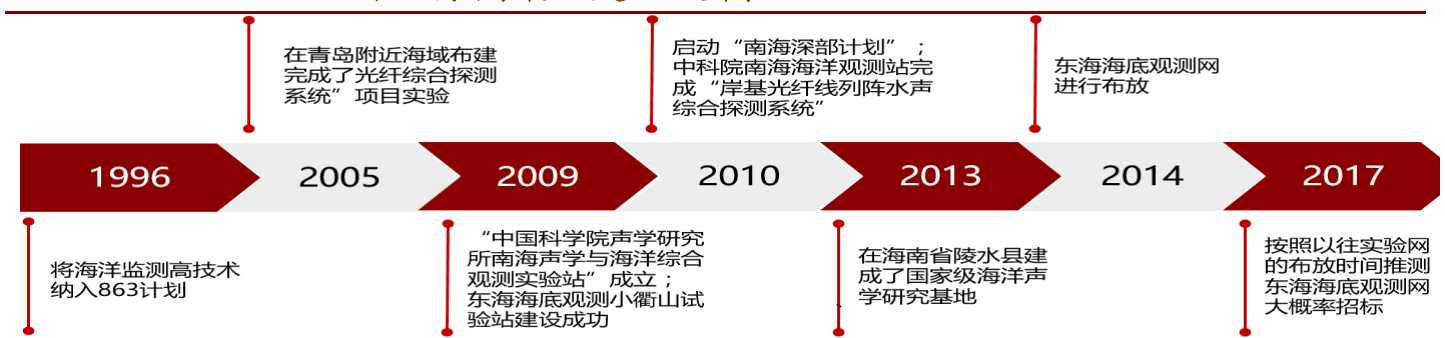 在青岛附近海域布建
完成了光纤综合探测
系统”项目实验
启动“南海深部计划”；
中科院南海海洋观测站完
成“岸基光纤线列阵水声
综合探测系统”
东海海底观测网
进行布放
1996
2005
2009
2010
2013
2014
2017
将海洋监测高技术
纳入863计划
“中国科学院声学研究
所南海声学与海洋综合
观测实验站”成立；
东海海底观测小衢山试
验站建设成功
在海南省陵水县建
成了国家级海洋声
学研究基地
按照以往实验网
的布放时间推测
东海海底观测网
大概率招标